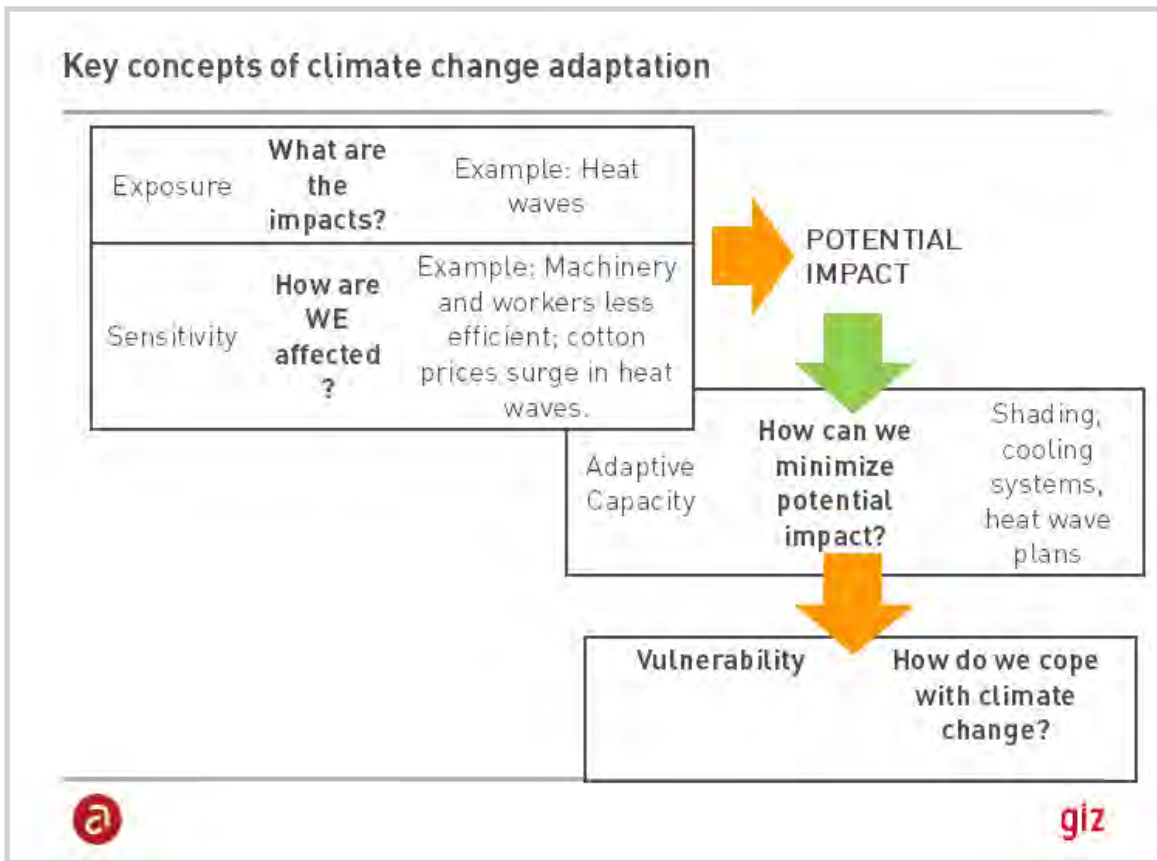 Key concepts of climate change adaptation
Exposure
What are
the
impacts?
Example: Heat
waves
Sensitivity
How are
WE
affected
?
Example: Machinery
and workers less
efficient; cotton
prices surge in heat
waves.
POTENTIAL
IMPACT
Adaptive
Capacity
How can we
minimize
potential
impact?
Shading,
cooling
systems,
heat wave
plans
Vulnerability
How do we cope
with climate
change?
a
giz